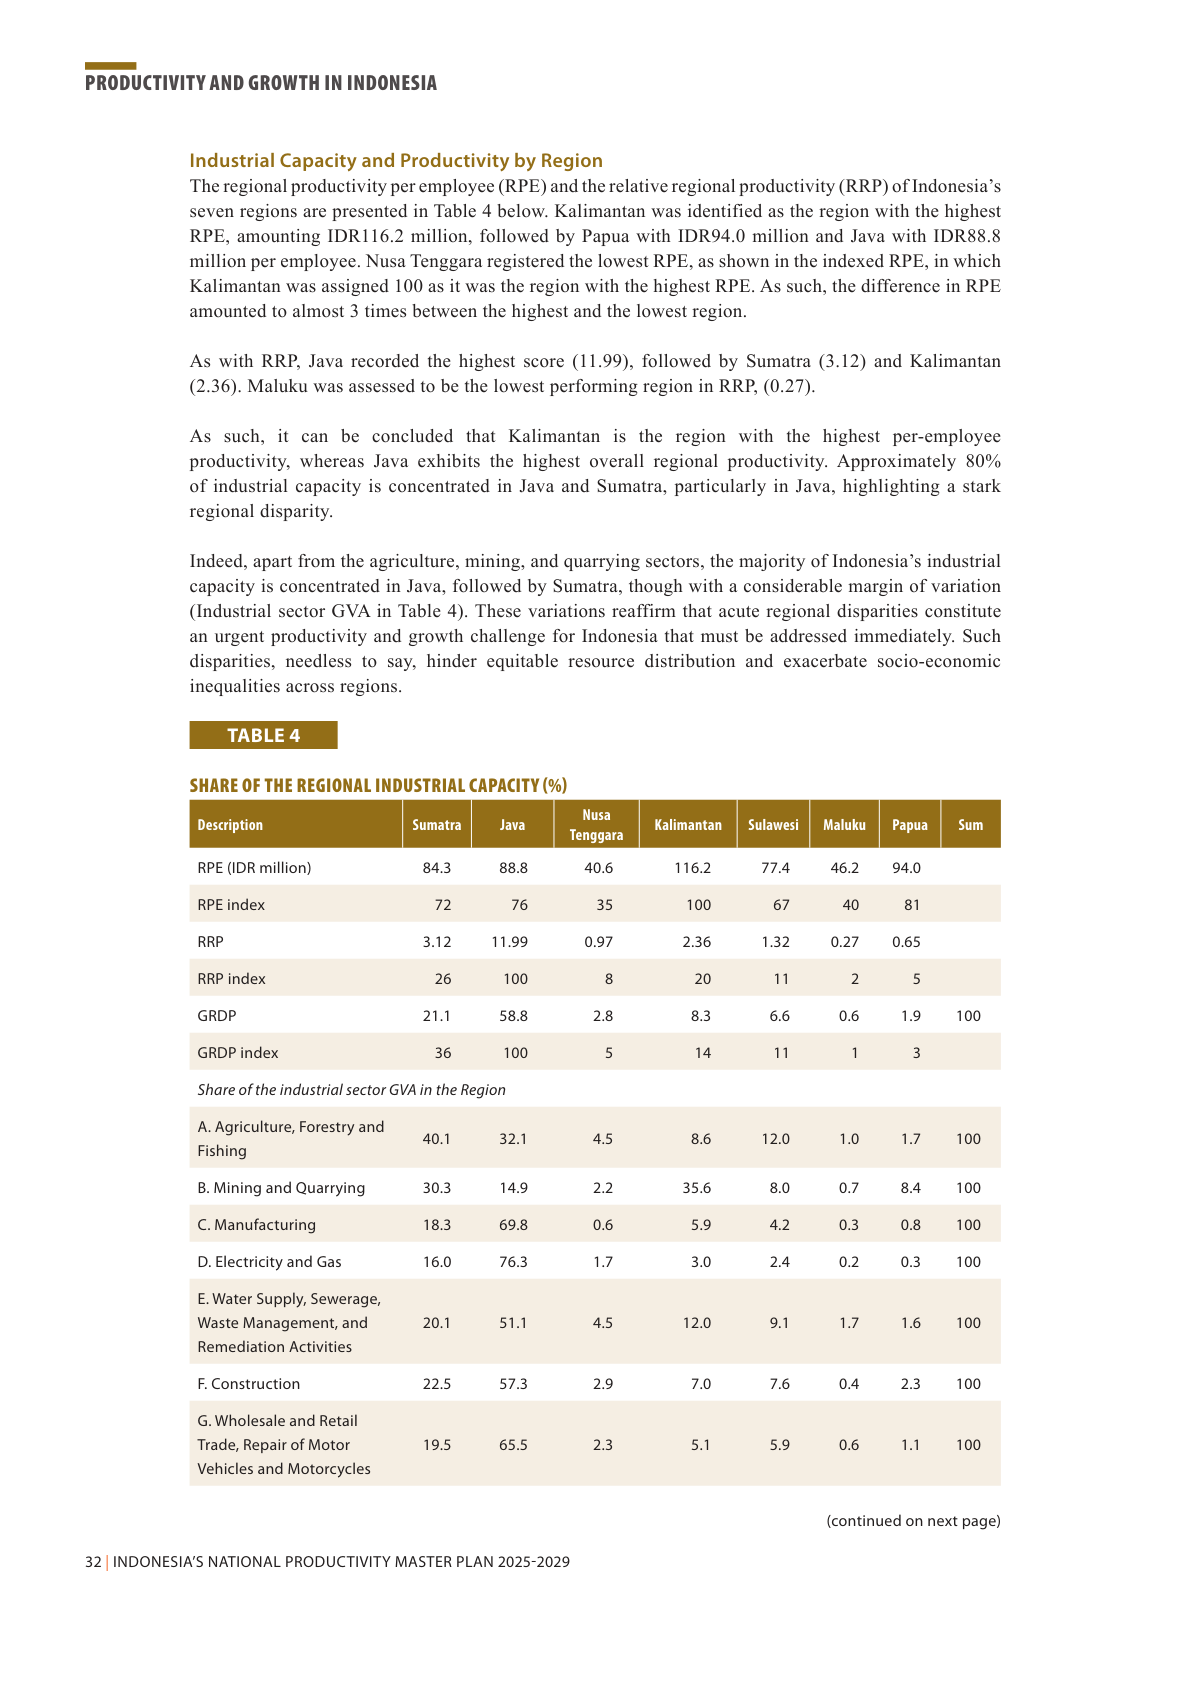 PRODUCTIVITY AND GROWTH IN INDONESIA
Industrial Capacity and Productivity by Region
The regional productivity per employee (RPE) and the relative regional productivity (RRP) of Indonesia’s
seven regions are presented in Table 4 below. Kalimantan was identified as the region with the highest
RPE, amounting IDR116.2 million, followed by Papua with IDR94.0 million and Java with IDR88.8
million per employee. Nusa Tenggara registered the lowest RPE, as shown in the indexed RPE, in which
Kalimantan was assigned 100 as it was the region with the highest RPE. As such, the difference in RPE
amounted to almost 3 times between the highest and the lowest region.
As with RRP, Java recorded the highest score (11.99), followed by Sumatra (3.12) and Kalimantan
(2.36). Maluku was assessed to be the lowest performing region in RRP, (0.27).
As such, it can be concluded that Kalimantan is the region with the highest per-employee
productivity, whereas Java exhibits the highest overall regional productivity. Approximately 80%
of industrial capacity is concentrated in Java and Sumatra, particularly in Java, highlighting a stark
regional disparity.
Indeed, apart from the agriculture, mining, and quarrying sectors, the majority of Indonesia’s industrial
capacity is concentrated in Java, followed by Sumatra, though with a considerable margin of variation
(Industrial sector GVA in Table 4). These variations reaffirm that acute regional disparities constitute
an urgent productivity and growth challenge for Indonesia that must be addressed immediately. Such
disparities, needless to say, hinder equitable resource distribution and exacerbate socio-economic
inequalities across regions.
TABLE 4
SHARE OF THE REGIONAL INDUSTRIAL CAPACITY (%)
Description Sumatra Java Nusa Tenggara Kalimantan Sulawesi Maluku Papua Sum
RPE (IDR million) 84.3 88.8 40.6 116.2 77.4 46.2 94.0
RPE index 72 76 35 100 67 40 81
RRP 3.12 11.99 0.97 2.36 1.32 0.27 0.65
RRP index 26 100 8 20 11 2 5
GRDP 21.1 58.8 2.8 8.3 6.6 0.6 1.9 100
GRDP index 36 100 5 14 11 1 3
Share of the industrial sector GVA in the Region
A. Agriculture, Forestry and
Fishing 40.1 32.1 4.5 8.6 12.0 1.0 1.7 100
B. Mining and Quarrying 30.3 14.9 2.2 35.6 8.0 0.7 8.4 100
C. Manufacturing 18.3 69.8 0.6 5.9 4.2 0.3 0.8 100
D. Electricity and Gas 16.0 76.3 1.7 3.0 2.4 0.2 0.3 100
E. Water Supply, Sewerage,
Waste Management, and 20.1 51.1 4.5 12.0 9.1 1.7 1.6 100
Remediation Activities
F. Construction 22.5 57.3 2.9 7.0 7.6 0.4 2.3 100
G. Wholesale and Retail
Trade, Repair of Motor 19.5 65.5 2.3 5.1 5.9 0.6 1.1 100
Vehicles and Motorcycles
(continued on next page)
32 | INDONESIA’S NATIONAL PRODUCTIVITY MASTER PLAN 2025-2029